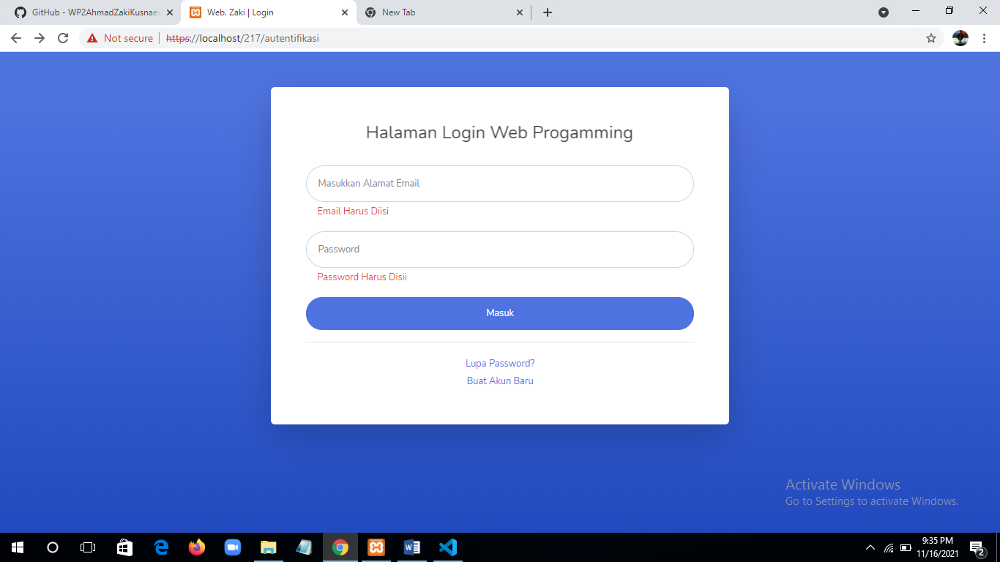 GitHub - WP2AhmadZakiKusnae
Web. Zaki | Login
New Tab
Not secure
https://localhost/217/autentifikasi
Halaman Login Web Progamming
Masukkan Alamat Email
Email Harus Diisi
Password
Password Harus Disii
Masuk
Lupa Password?
Buat Akun Baru
Activate Windows
Go to Settings to activate Windows.
9:35 PM
11/16/2021
2